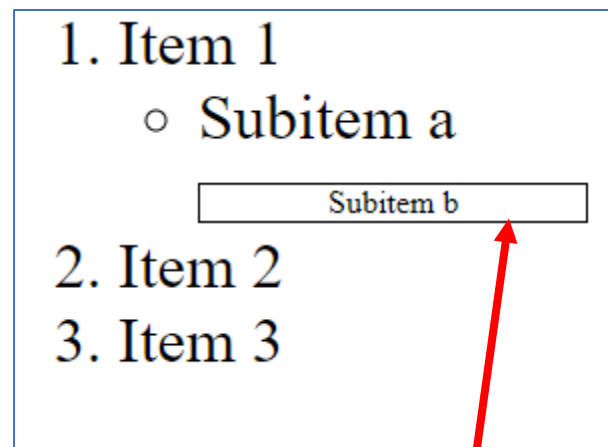 1. Item 1
○ Subitem a
Subitem b
2. Item 2
3. Item 3